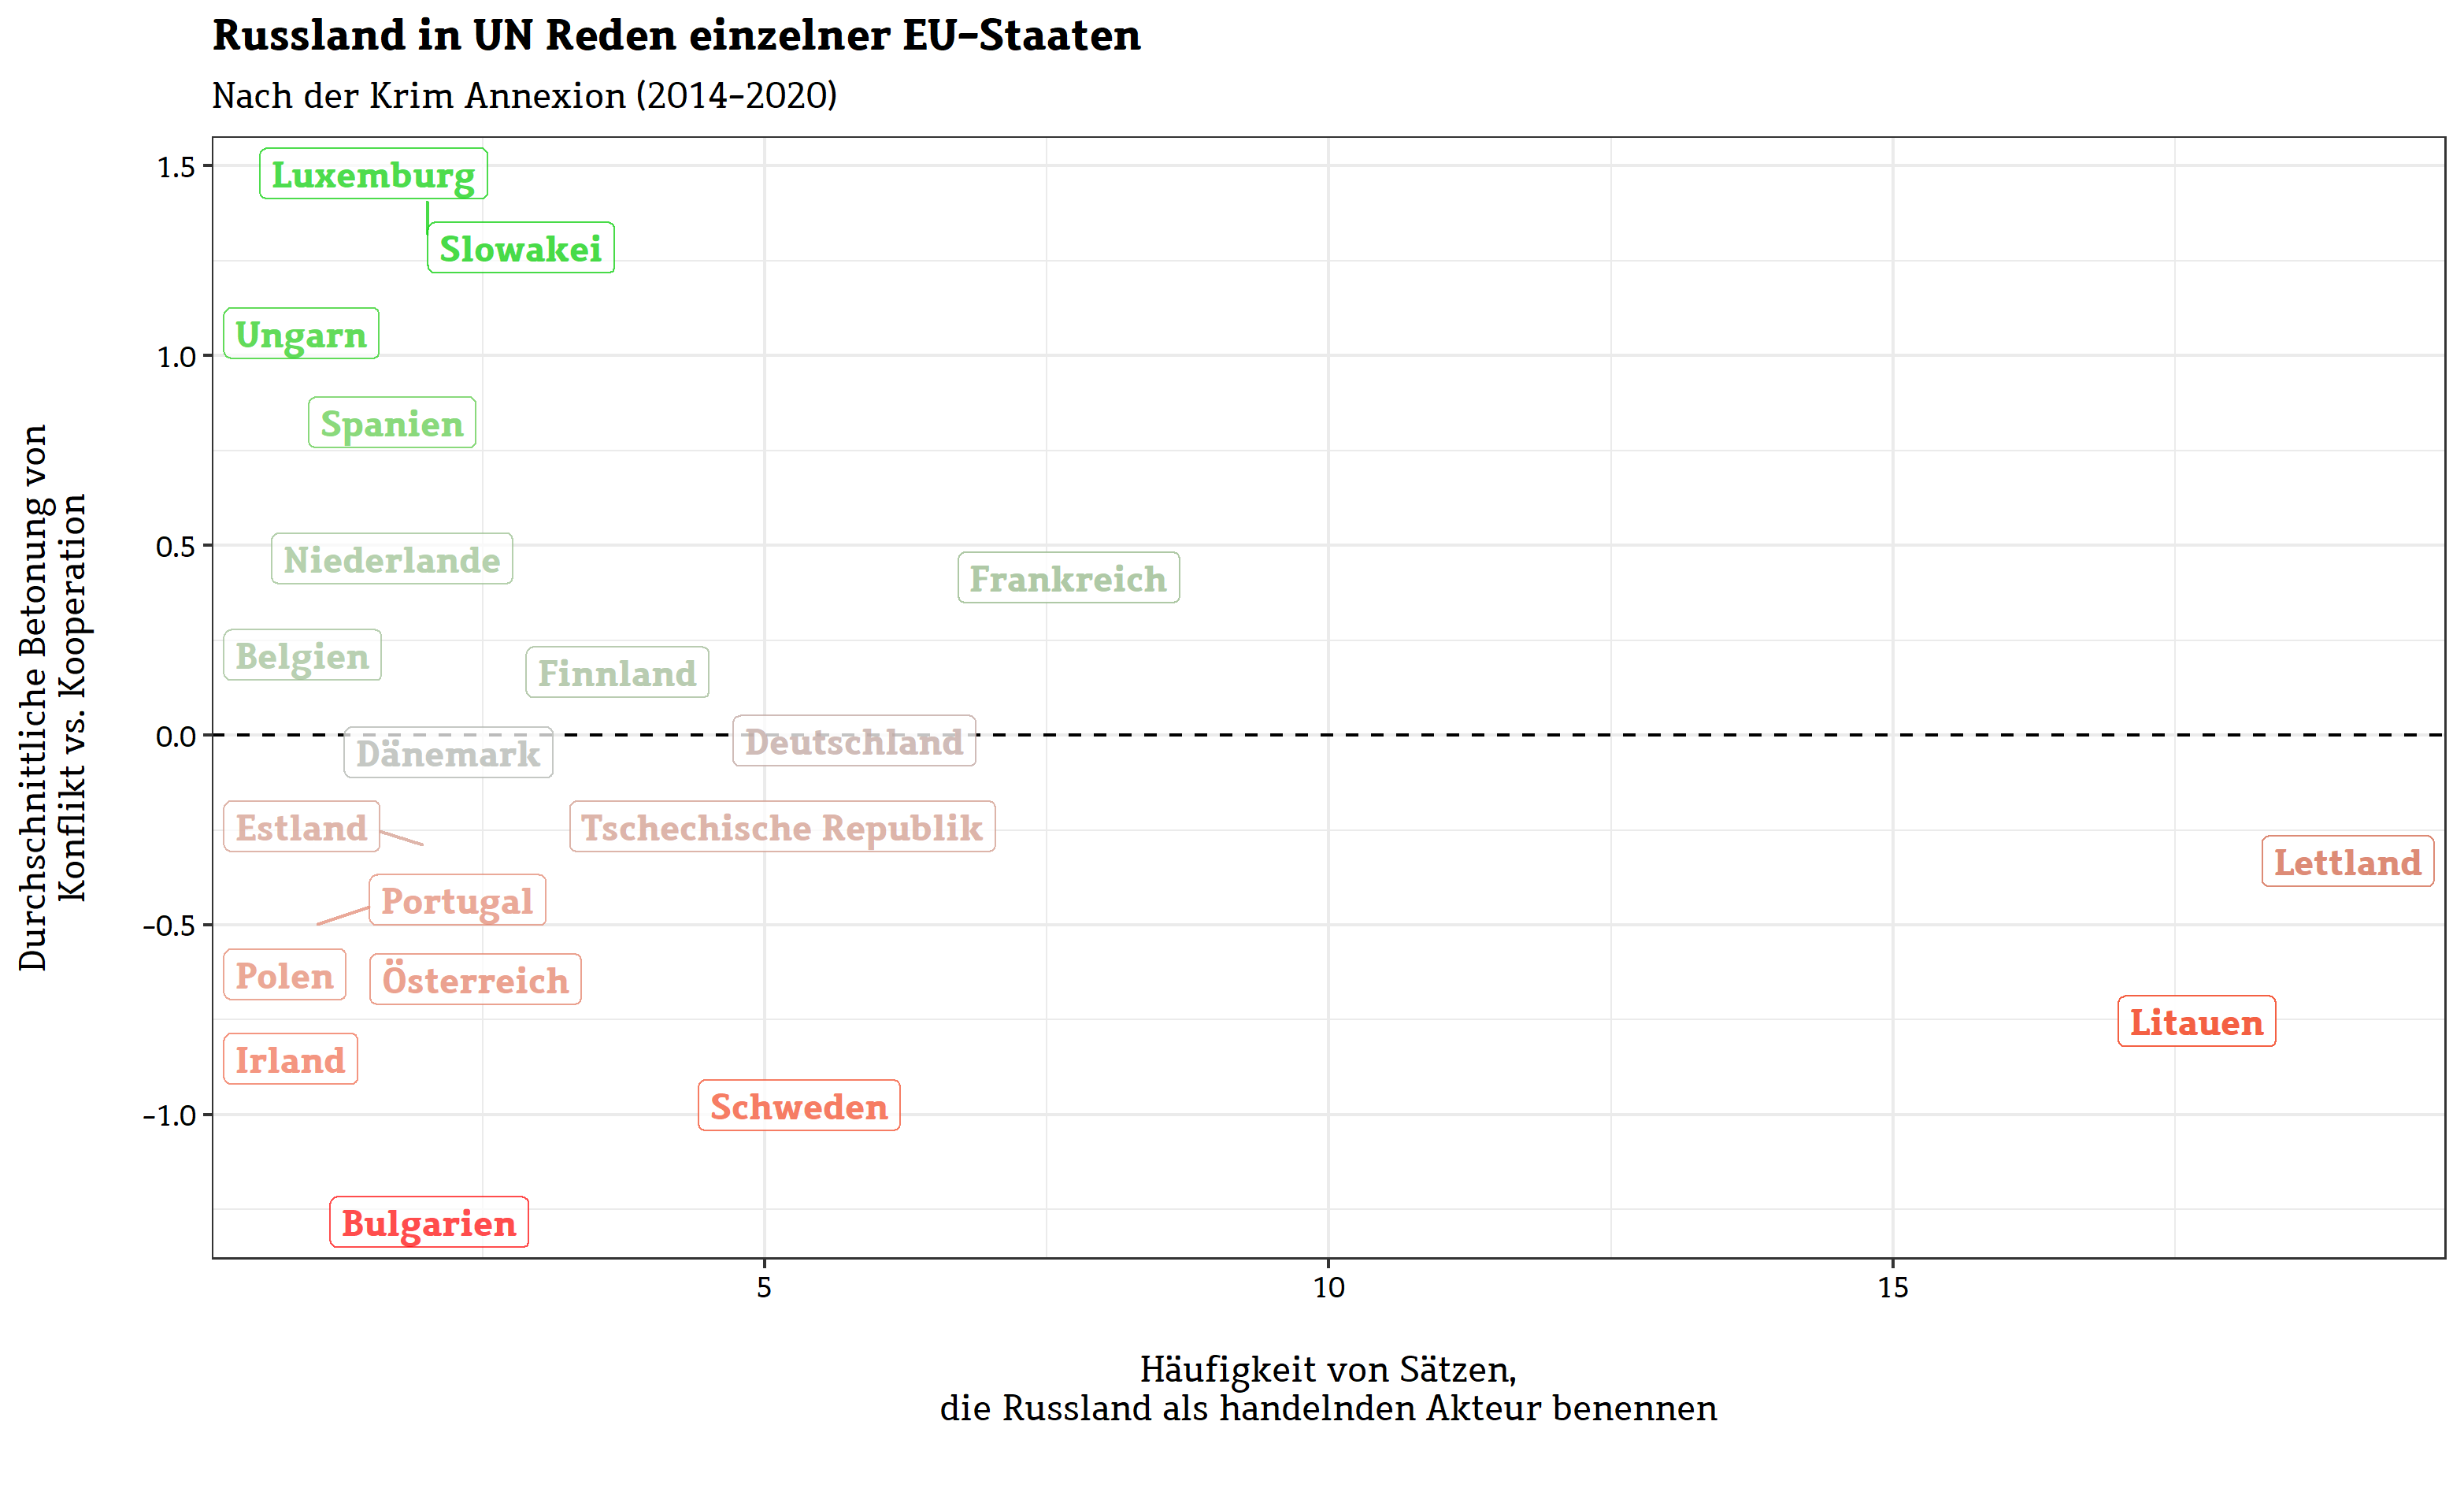 Russland in UN Reden einzelner EU-Staaten
Nach der Krim Annexion (2014-2020)
Durchschnittliche Betonung von
Konflikt vs. Kooperation
1.5
1.0
0.5
0.0
-0.5
-1.0
Luxemburg
Slowakei
Ungarn
Spanien
Niederlande
Frankreich
Belgien
Finnland
Dänemark
Deutschland
Estland
Tschechische Republik
Lettland
Portugal
Polen
Österreich
Litauen
Irland
Schweden
Bulgarien
5
10
15
Häufigkeit von Sätzen,
die Russland als handelnden Akteur benennen